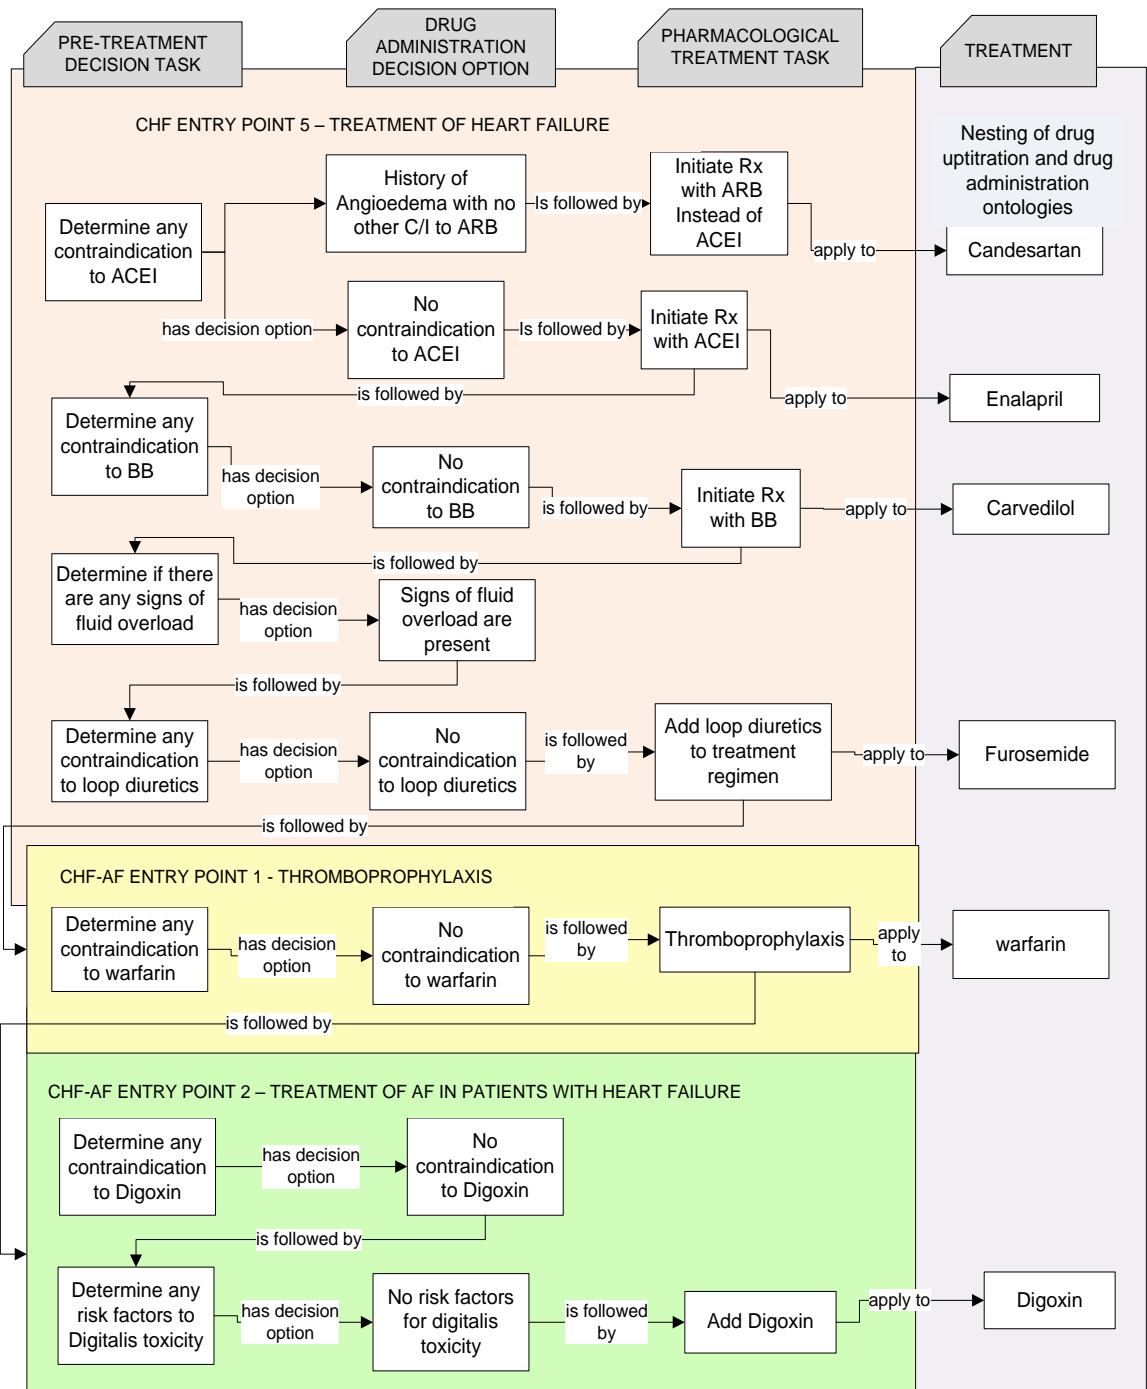 PRE-TREATMENT
DECISION TASK
DRUG
ADMINISTRATION
DECISION OPTION
PHARMACOLOGICAL
TREATMENT TASK
TREATMENT
CHF ENTRY POINT 5 – TREATMENT OF HEART FAILURE
Nesting of drug
uptitration and drug
administration
ontologies
Determine any
contraindication
to ACEI
History of
Angioedema with no
other C/I to ARB
Is followed by
Initiate Rx
with ARB
Instead of
ACEI
apply to
Candesartan
has decision option
No
contraindication
to ACEI
Is followed by
Initiate Rx
with ACEI
apply to
Enalapril
is followed by
Determine any
contraindication
to BB
has decision
option
No
contraindication
to BB
is followed by
Initiate Rx
with BB
apply to
Carvedilol
is followed by
Determine if there
are any signs of
fluid overload
has decision
option
Signs of fluid
overload are
present
is followed by
Determine any
contraindication
to loop diuretics
has decision
option
No
contraindication
to loop diuretics
is followed
by
Add loop diuretics
to treatment
regimen
apply to
Furosemide
is followed by
CHF-AF ENTRY POINT 1 - THROMBOPROPHYLAXIS
Determine any
contraindication
to warfarin
has decision
option
No
contraindication
to warfarin
is followed
by
Thromboprophylaxis
apply
to
warfarin
is followed by
CHF-AF ENTRY POINT 2 – TREATMENT OF AF IN PATIENTS WITH HEART FAILURE
Determine any
contraindication
to Digoxin
has decision
option
No
contraindication
to Digoxin
is followed by
Determine any
risk factors to
Digitalis toxicity
has decision
option
No risk factors
for digitalis
toxicity
is followed
by
Add Digoxin
apply to
Digoxin